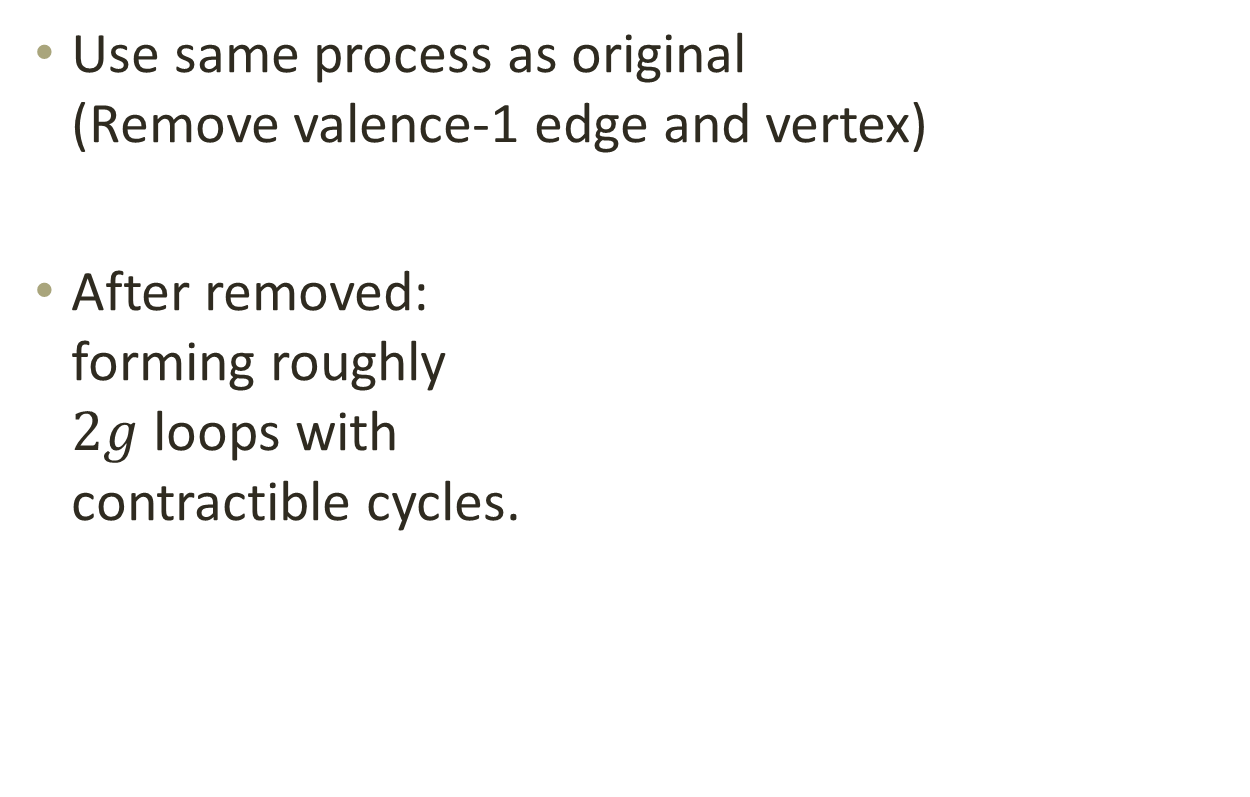 • Use same process as original
(Remove valence-1 edge and vertex)
• After removed:
forming roughly
2g loops with
contractible cycles.